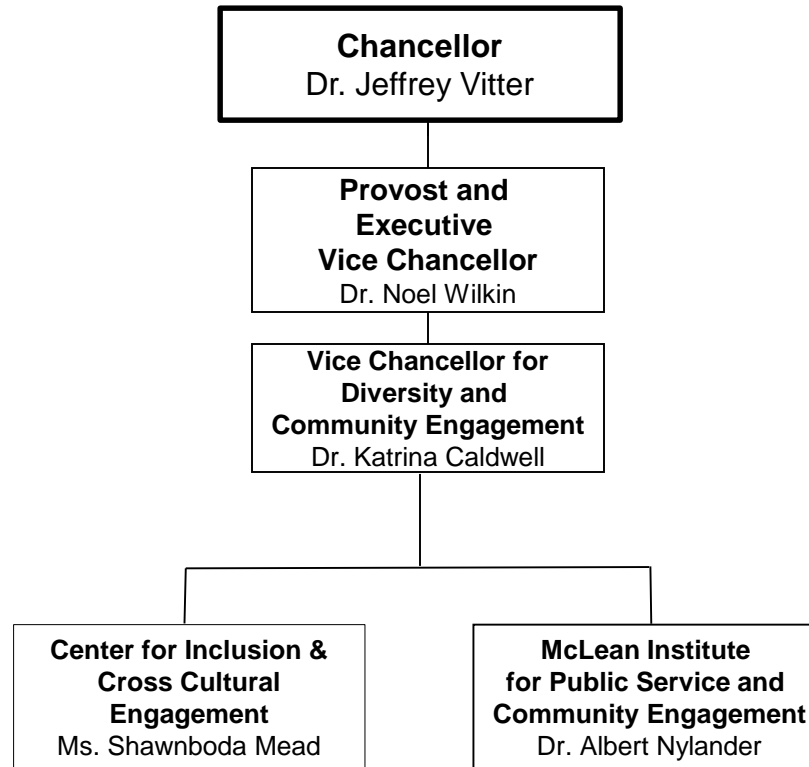 Chancellor
Dr. Jeffrey Vitter
Provost and
Executive
Vice Chancellor
Dr. Noel Wilkin
Vice Chancellor for
Diversity and
Community Engagement
Dr. Katrina Caldwell
Center for Inclusion &
Cross Cultural
Engagement
Ms. Shawnboda Mead
McLean Institute
for Public Service and
Community Engagement
Dr. Albert Nylander